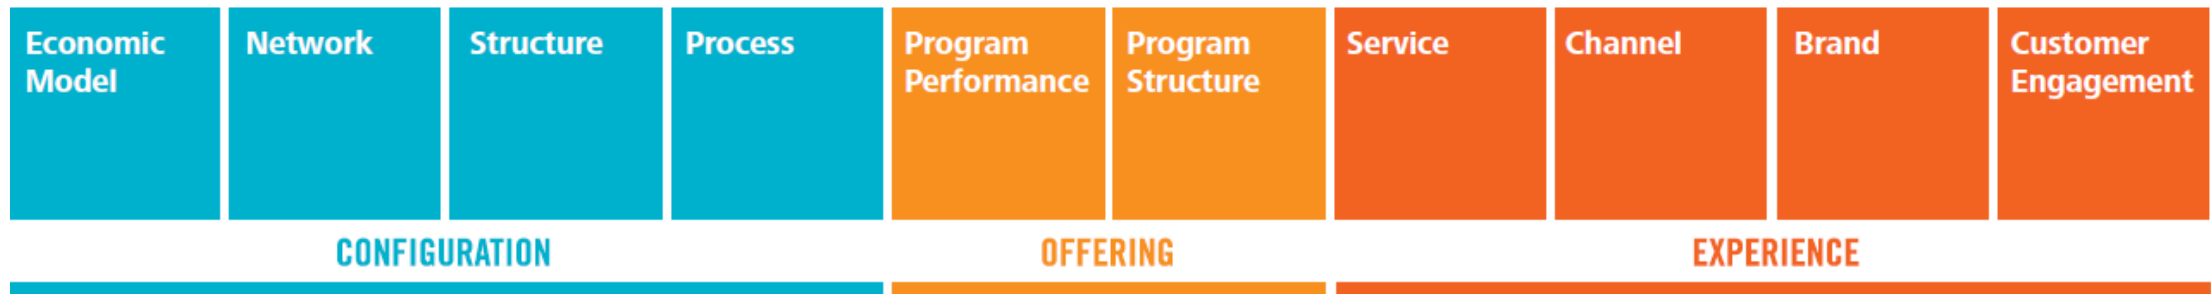 Economic
Model
Network
Structure
Process
Program
Performance
Program
Structure
Service
Channel
Brand
Customer
Engagement
CONFIGURATION
OFFERING
EXPERIENCE